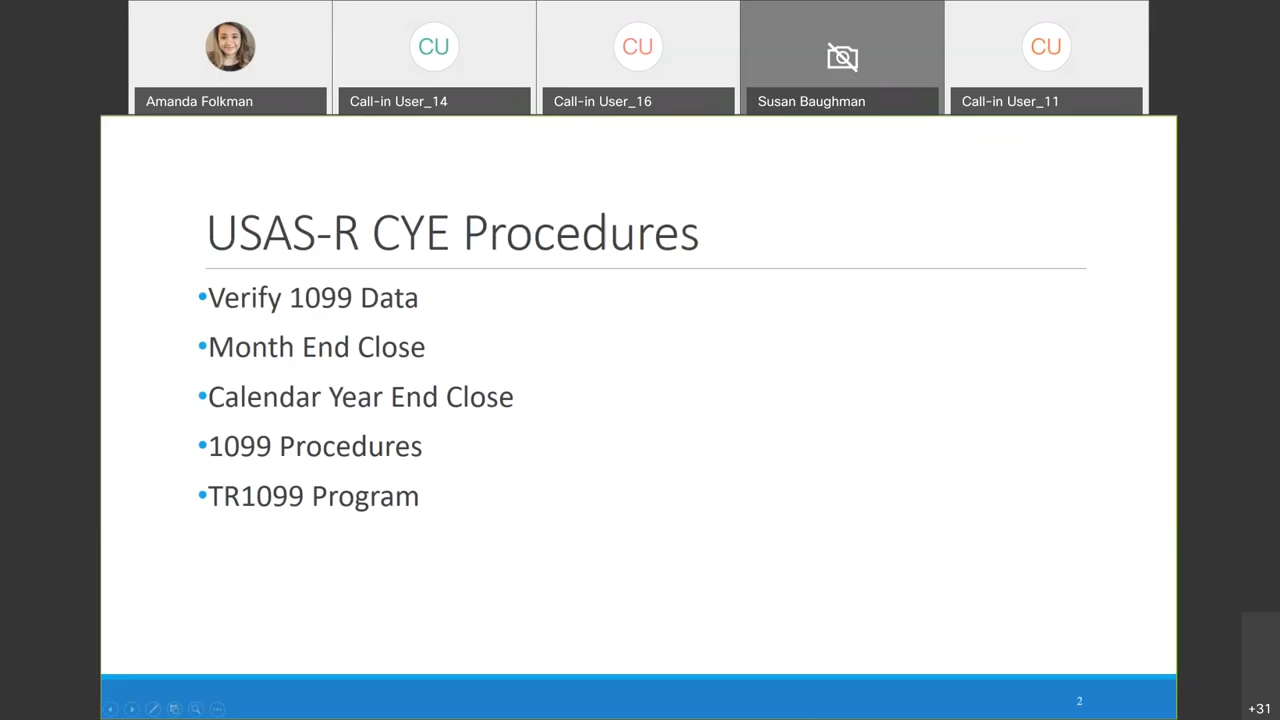 CU
CU
CU
Amanda Folkman
Call-in User_14
Call-in User_16
Susan Baughman
Call-in User_11
USAS-R CYE Procedures
•Verify 1099 Data
•Month End Close
•Calendar Year End Close
•1099 Procedures
•TR1099 Program
2
+31